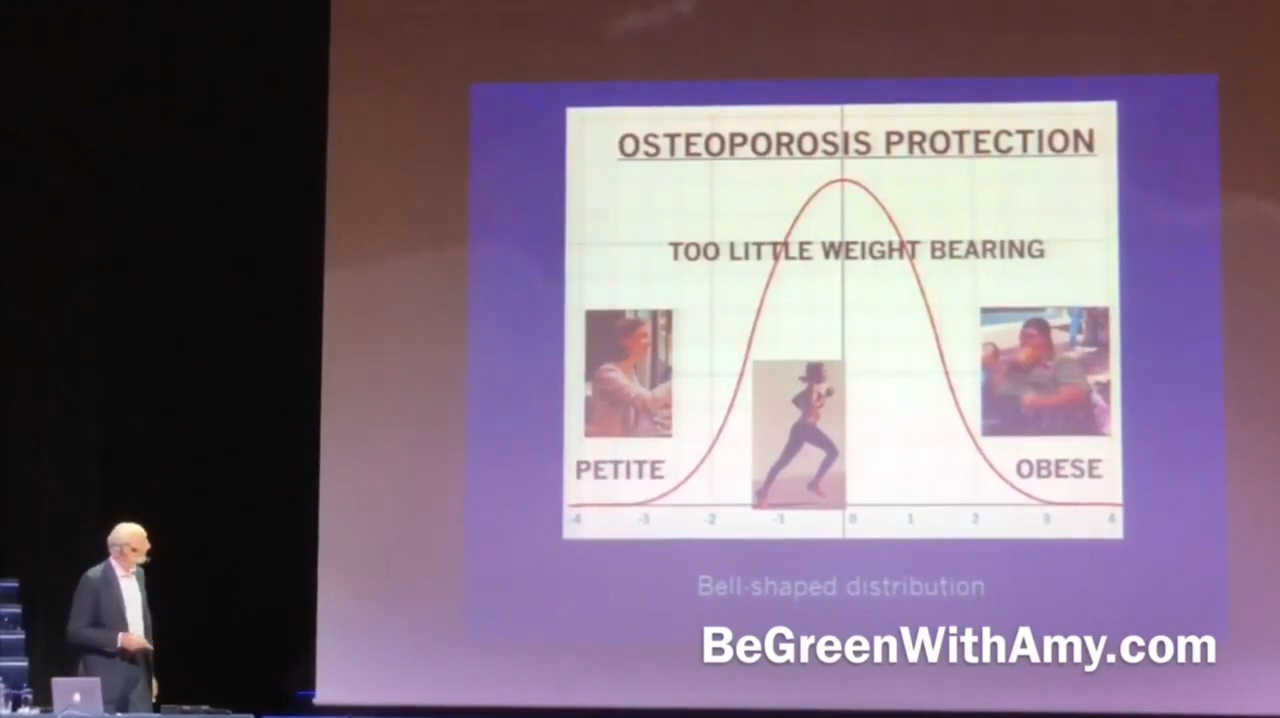 OSTEOPOROSIS PROTECTION
TOO LITTLE WEIGHT BEARING
PETITE
OBESE
-4 -3 -2 -1 0 1 2 3 4
Bell-shaped distribution
BeGreenWithAmy.com